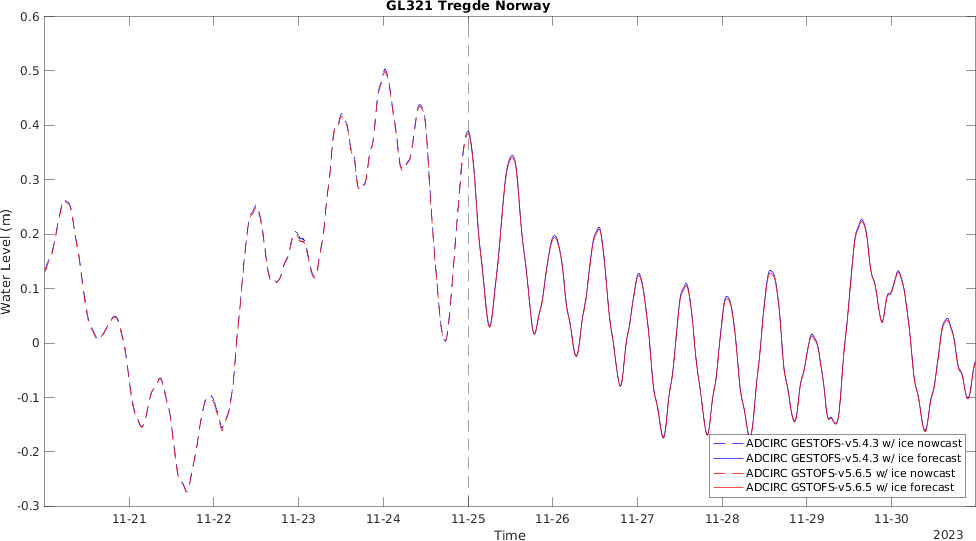 GL321 Tregde Norway
0.6
0.5
0.4
0.3
0.2
0.1
0
-0.1
-0.2
-0.3
Water Level (m)
ADCIRC GESTOFS-v5.4.3 w/ ice nowcast
ADCIRC GESTOFS-v5.4.3 w/ ice forecast
ADCIRC GSTOFS-v5.6.5 w/ ice nowcast
ADCIRC GSTOFS-v5.6.5 w/ ice forecast
11-21 11-22 11-23 11-24 11-25 11-26 11-27 11-28 11-29 11-30
Time
2023